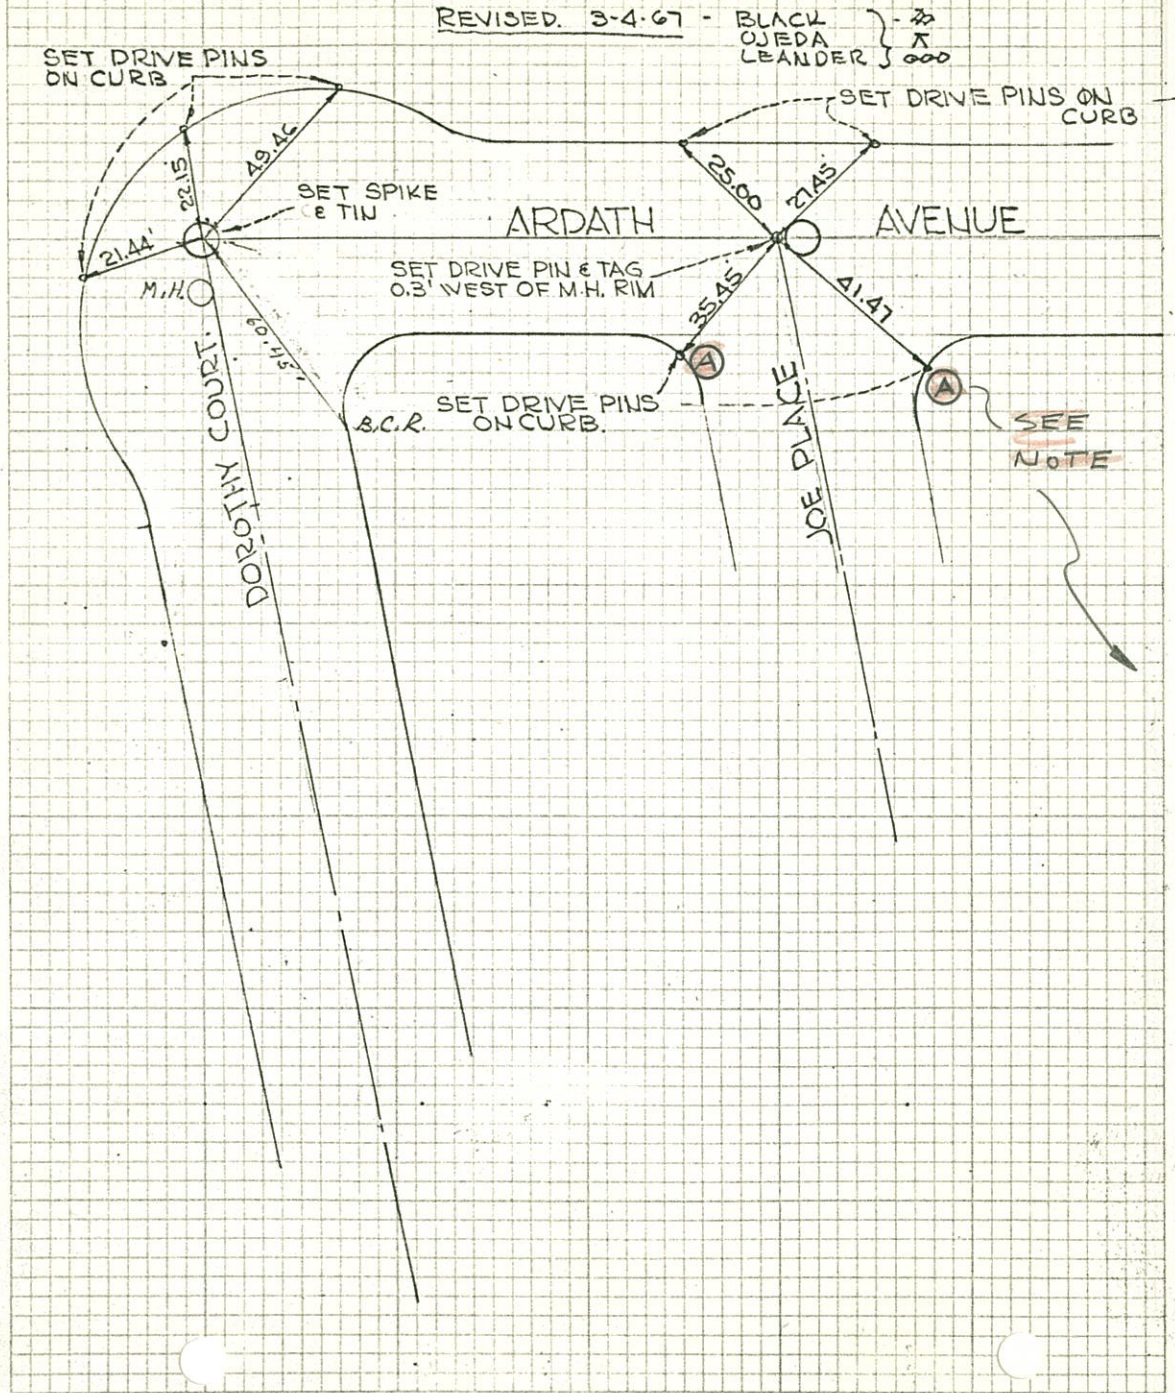 REVISED. 3-4-67 - BLACK
OJEDA
LEANDER
SET DRIVE PINS
ON CURB
SET DRIVE PINS ON
CURB
49.46
22.15
25.00
27.45
SET SPIKE
& TIN
ARDATH AVENUE
21.44'
SET DRIVE PIN & TAG
0.3' WEST OF M.H. RIM
M.H.
35.45
41.47
A
A
SET DRIVE PINS
ON CURB.
B.C.R.
SEE
NOTE
DOROTHY COURT.
JOE PLACE